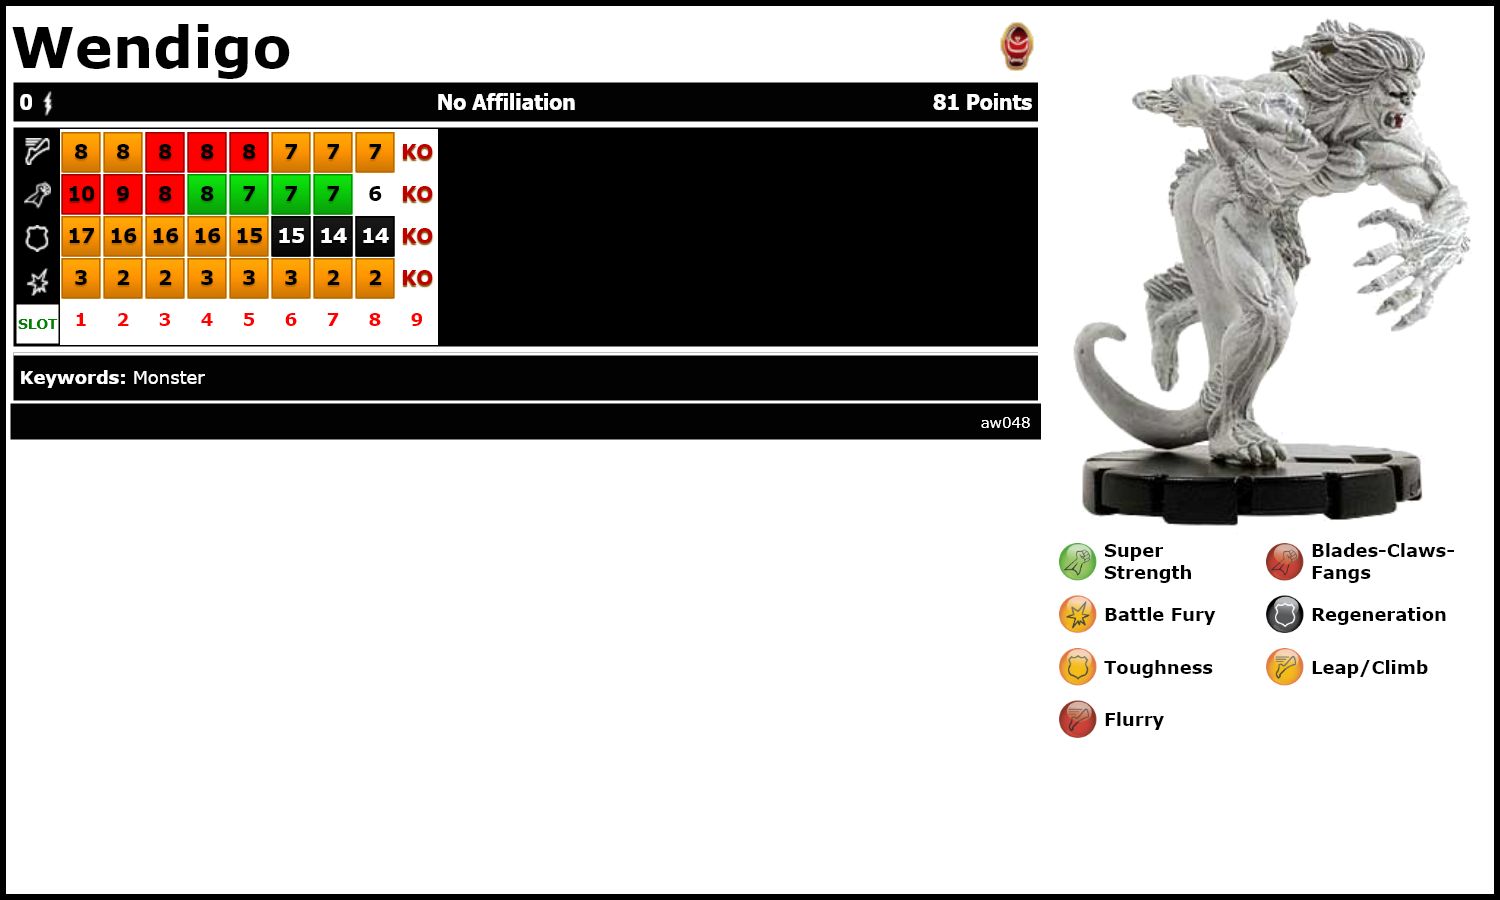 Wendigo
0 No Affiliation 81 Points
8 8 8 8 8 7 7 7 KO
10 9 8 8 7 7 7 6 KO
17 16 16 16 15 15 14 14 KO
3 2 2 3 3 3 2 2 KO
SLOT 1 2 3 4 5 6 7 8 9
Keywords: Monster
aw048
Super
Strength
Blades-Claws-
Fangs
Battle Fury
Regeneration
Toughness
Leap/Climb
Flurry